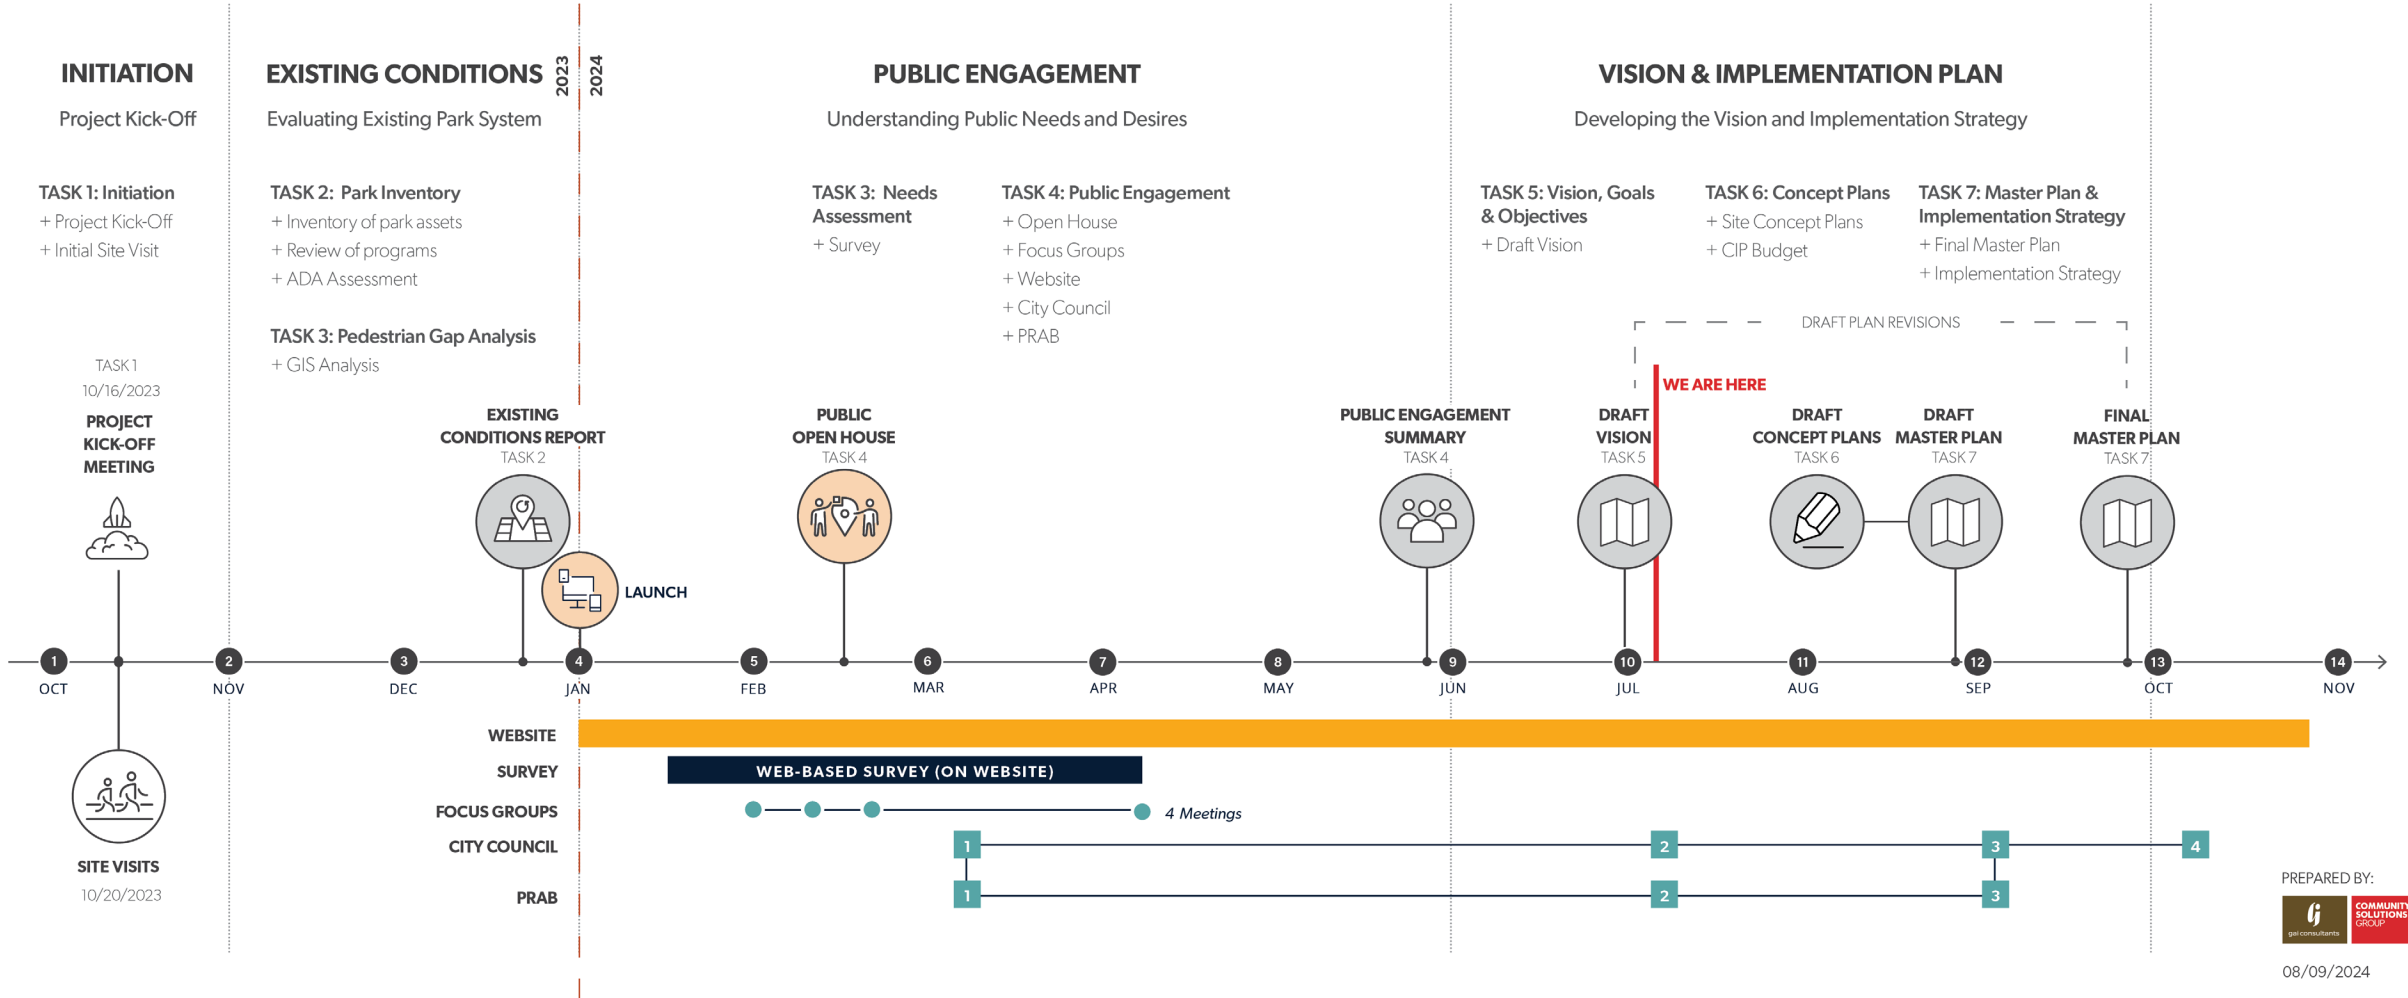 INITIATION
Project Kick-Off
TASK 1: Initiation
+ Project Kick-Off
+ Initial Site Visit
EXISTING CONDITIONS
Evaluating Existing Park System
2023
2024
TASK 2: Park Inventory
+ Inventory of park assets
+ Review of programs
+ ADA Assessment
TASK 3: Pedestrian Gap Analysis
+ GIS Analysis
PUBLIC ENGAGEMENT
Understanding Public Needs and Desires
TASK 3: Needs
Assessment
+ Survey
TASK 4: Public Engagement
+ Open House
+ Focus Groups
+ Website
+ City Council
+ PRAB
VISION & IMPLEMENTATION PLAN
Developing the Vision and Implementation Strategy
TASK 5: Vision, Goals
& Objectives
+ Draft Vision
TASK 6: Concept Plans
+ Site Concept Plans
+ CIP Budget
TASK 7: Master Plan &
Implementation Strategy
+ Final Master Plan
+ Implementation Strategy
DRAFT PLAN REVISIONS
WE ARE HERE
TASK 1
10/16/2023
PROJECT
KICK-OFF
MEETING
EXISTING
CONDITIONS REPORT
TASK 2
LAUNCH
PUBLIC
OPEN HOUSE
TASK 4
PUBLIC ENGAGEMENT
SUMMARY
TASK 4
DRAFT
VISION
TASK 5
DRAFT
CONCEPT PLANS
TASK 6
DRAFT
MASTER PLAN
TASK 7
FINAL
MASTER PLAN
TASK 7
1 2 3 4 5 6 7 8 9 10 11 12 13 14
OCT NOV DEC JAN FEB MAR APR MAY JUN JUL AUG SEP OCT NOV
SITE VISITS
10/20/2023
WEBSITE
SURVEY
WEB-BASED SURVEY (ON WEBSITE)
FOCUS GROUPS
4 Meetings
CITY COUNCIL
1 2 3 4
PRAB
1 2 3
PREPARED BY:
gai consultants
COMMUNITY
SOLUTIONS
GROUP
08/09/2024